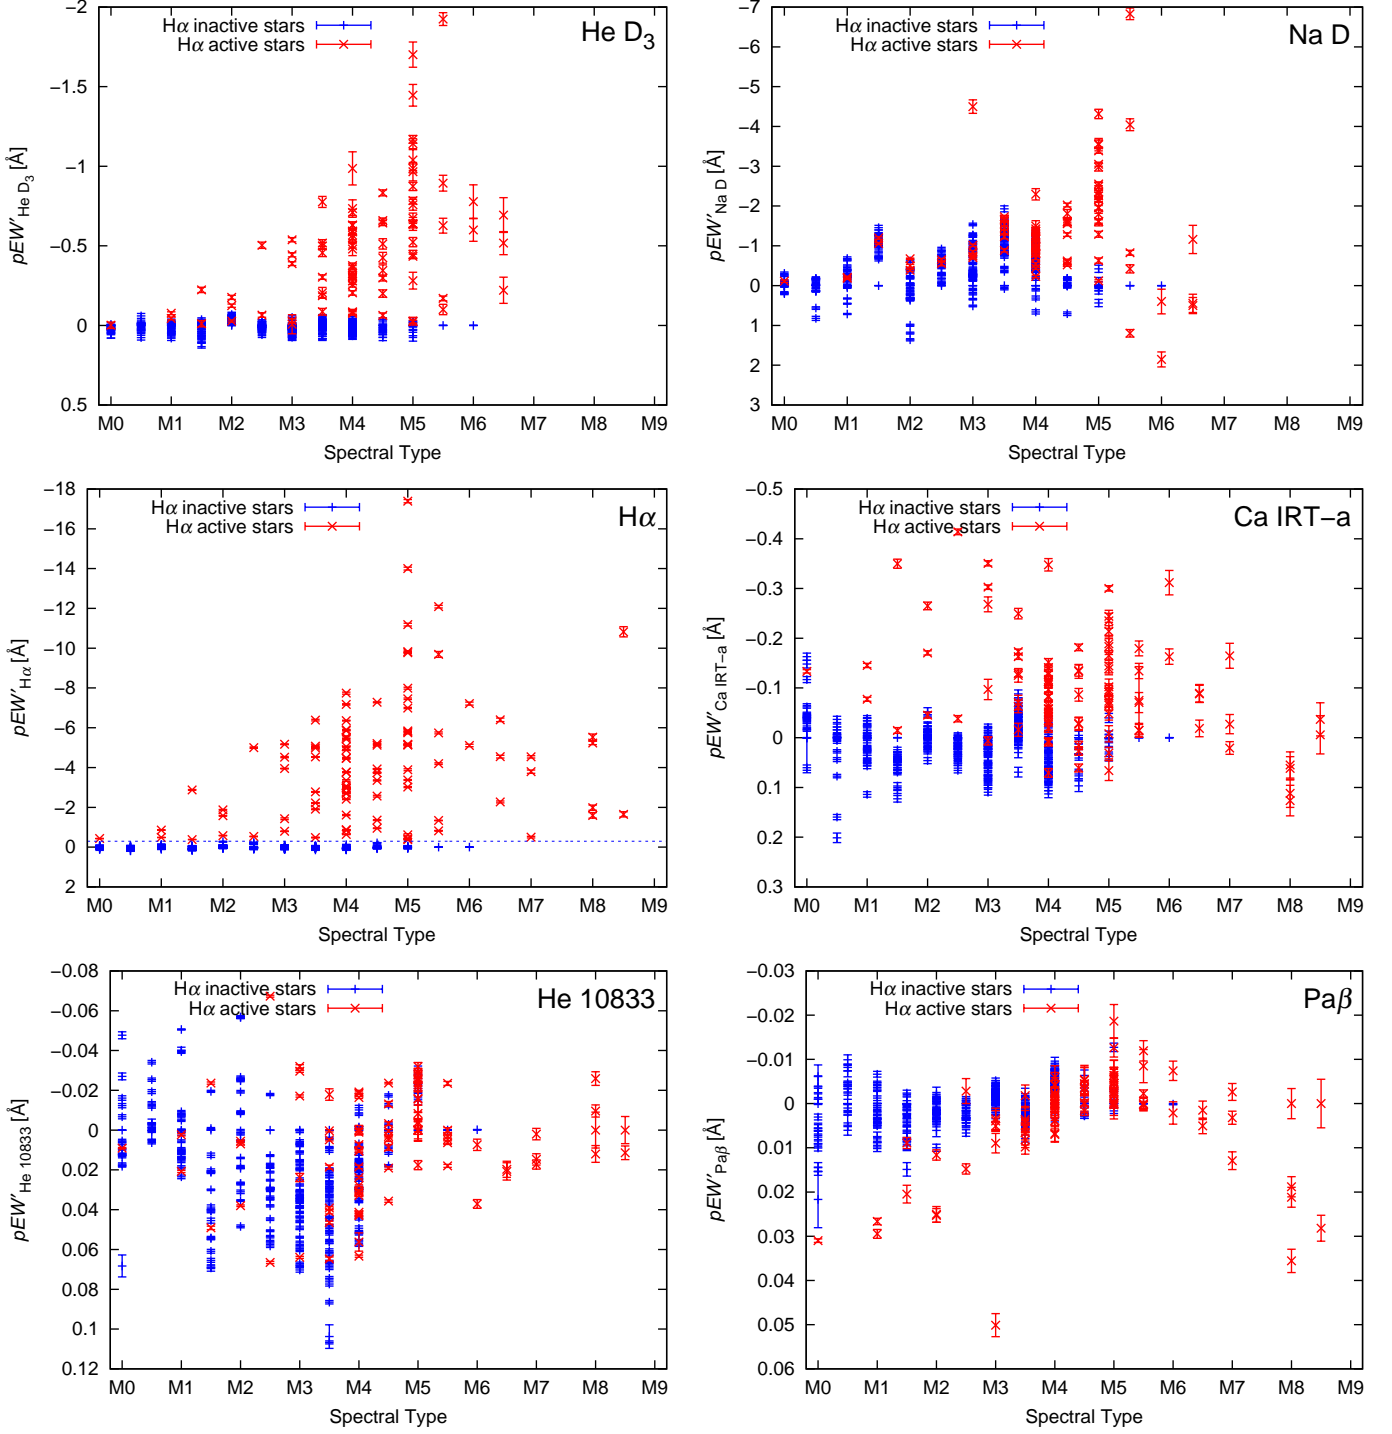 -2
-1.5
-1
-0.5
0
0.5
M0 M1 M2 M3 M4 M5 M6 M7 M8 M9
pEW′He D3 [Å]
Spectral Type
Hα inactive stars
Hα active stars
He D3
-7
-6
-5
-4
-3
-2
-1
0
1
2
3
M0 M1 M2 M3 M4 M5 M6 M7 M8 M9
pEW′Na D [Å]
Spectral Type
Hα inactive stars
Hα active stars
Na D
-18
-16
-14
-12
-10
-8
-6
-4
-2
0
2
M0 M1 M2 M3 M4 M5 M6 M7 M8 M9
pEW′Hα [Å]
Spectral Type
Hα inactive stars
Hα active stars
Hα
-0.5
-0.4
-0.3
-0.2
-0.1
0
0.1
0.2
0.3
M0 M1 M2 M3 M4 M5 M6 M7 M8 M9
pEW′Ca IRT-a [Å]
Spectral Type
Hα inactive stars
Hα active stars
Ca IRT-a
-0.08
-0.06
-0.04
-0.02
0
0.02
0.04
0.06
0.08
0.1
0.12
M0 M1 M2 M3 M4 M5 M6 M7 M8 M9
pEW′He 10833 [Å]
Spectral Type
Hα inactive stars
Hα active stars
He 10833
-0.03
-0.02
-0.01
0
0.01
0.02
0.03
0.04
0.05
0.06
M0 M1 M2 M3 M4 M5 M6 M7 M8 M9
pEW′Paβ [Å]
Spectral Type
Hα inactive stars
Hα active stars
Paβ